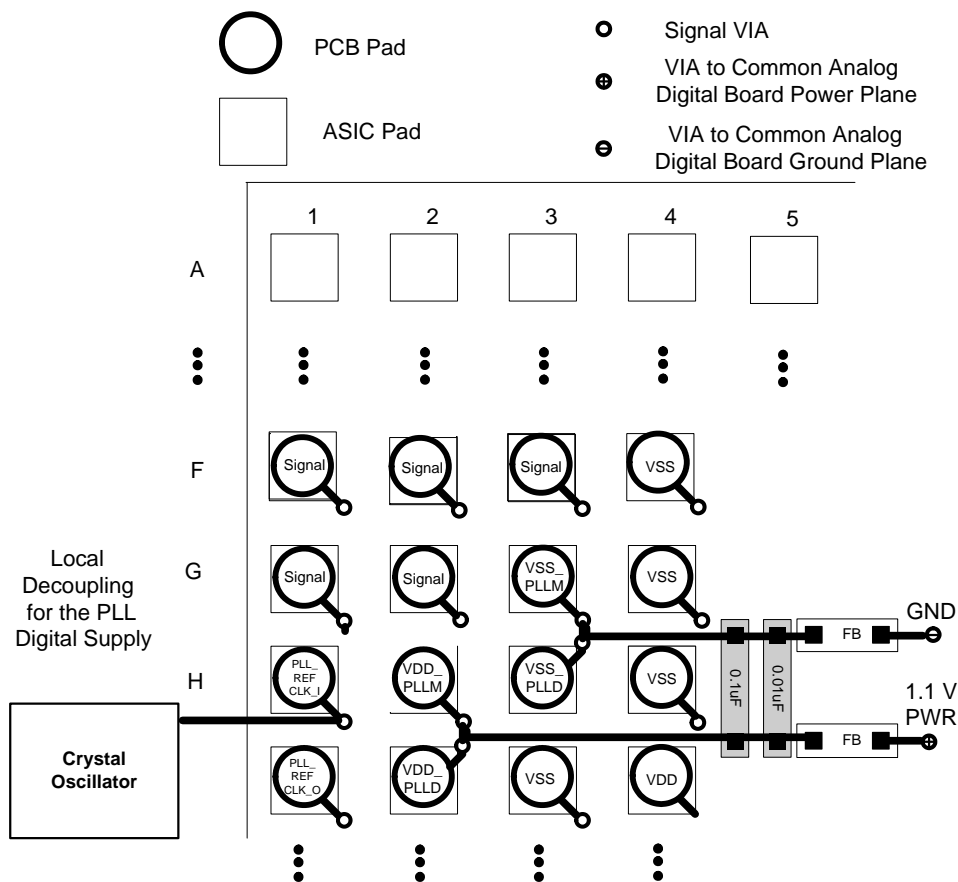 PCB Pad
Signal VIA
VIA to Common Analog
Digital Board Power Plane
ASIC Pad
VIA to Common Analog
Digital Board Ground Plane
1 2 3 4 5
A
F
Signal Signal Signal VSS
Local
Decoupling
for the PLL
Digital Supply
G
Signal Signal VSS_
PLLM VSS
GND
FB
H
PLL_
REF
CLK_I
VDD_
PLLM
VSS_
PLLD
VSS
0.1uF
0.01uF
1.1 V
PWR
FB
Crystal
Oscillator
PLL_
REF
CLK_O
VDD_
PLLD
VSS
VDD